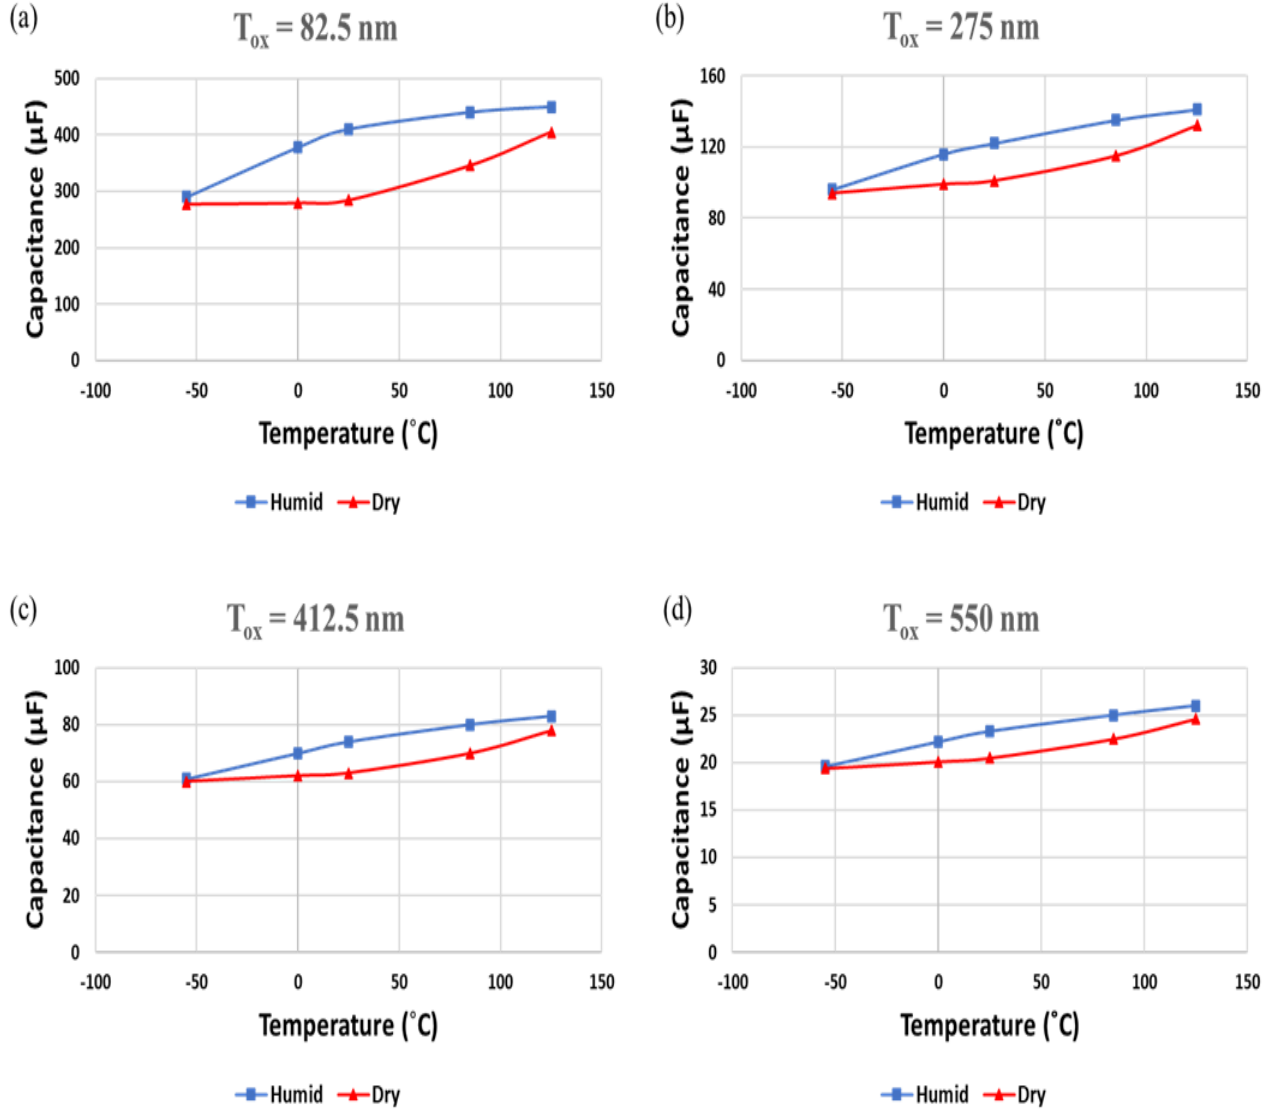 (a)
Tox = 82.5 nm
Capacitance (µF)
500
400
300
200
100
0
-100 -50 0 50 100 150
Temperature (˚C)
Humid Dry
(b)
Tox = 275 nm
Capacitance (µF)
160
120
80
40
0
-100 -50 0 50 100 150
Temperature (˚C)
Humid Dry
(c)
Tox = 412.5 nm
Capacitance (µF)
100
80
60
40
20
0
-100 -50 0 50 100 150
Temperature (˚C)
Humid Dry
(d)
Tox = 550 nm
Capacitance (µF)
30
25
20
15
10
5
0
-100 -50 0 50 100 150
Temperature (˚C)
Humid Dry